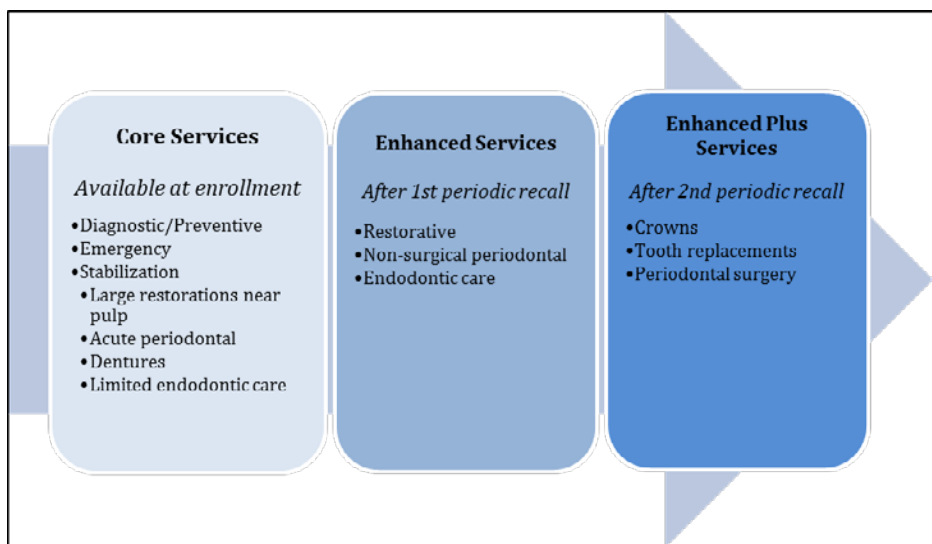 Core Services
Available at enrollment
•Diagnostic/Preventive
•Emergency
•Stabilization
•Large restorations near
pulp
•Acute periodontal
•Dentures
•Limited endodontic care
Enhanced Services
After 1st periodic recall
•Restorative
•Non-surgical periodontal
•Endodontic care
Enhanced Plus
Services
After 2nd periodic recall
•Crowns
•Tooth replacements
•Periodontal surgery